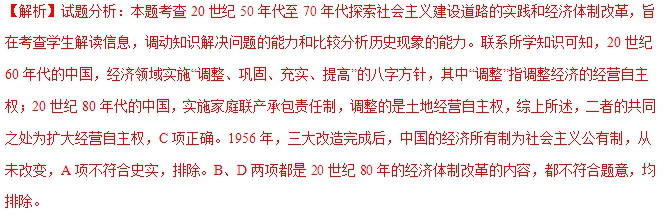 【解析】试题分析：本题考查 20 世纪 50 年代至 70 年代探索社会主义建设道路的实践和经济体制改革，旨
在考查学生解读信息，调动知识解决问题的能力和比较分析历史现象的能力。联系所学知识可知，20 世纪
60 年代的中国，经济领域实施“调整、巩固、充实、提高”的八字方针，其中“调整”指调整经济的经营自主
权；20 世纪 80 年代的中国，实施家庭联产承包责任制，调整的是土地经营自主权，综上所述，二者的共同
之处为扩大经营自主权，C 项正确。1956 年，三大改造完成后，中国的经济所有制为社会主义公有制，从
未改变，A 项不符合史实，排除。B、D 两项都是 20 世纪 80 年的经济体制改革的内容，都不符合题意，均
排除。